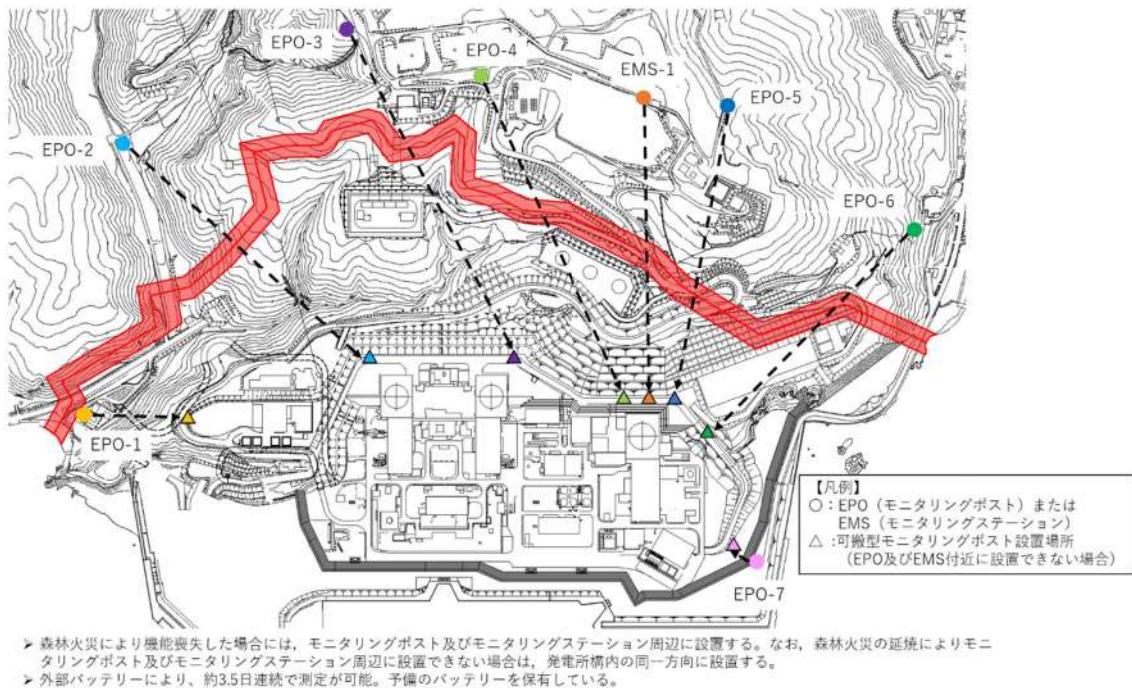 EPO-3
EPO-4
EMS-1
EPO-5
EPO-2
EPO-6
EPO-1
【凡例】
○：EPO（モニタリングポスト）または
EMS（モニタリングステーション）
△：可搬型モニタリングポスト設置場所
（EPO及びEMS付近に設置できない場合）
EPO-7
➢ 森林火災により機能喪失した場合には，モニタリングポスト及びモニタリングステーション周辺に設置する。なお，森林火災の延焼によりモニ
タリングポスト及びモニタリングステーション周辺に設置できない場合は，発電所構内の同一方向に設置する。
➢ 外部バッテリーにより、約3.5日連続で測定が可能。予備のバッテリーを保有している。